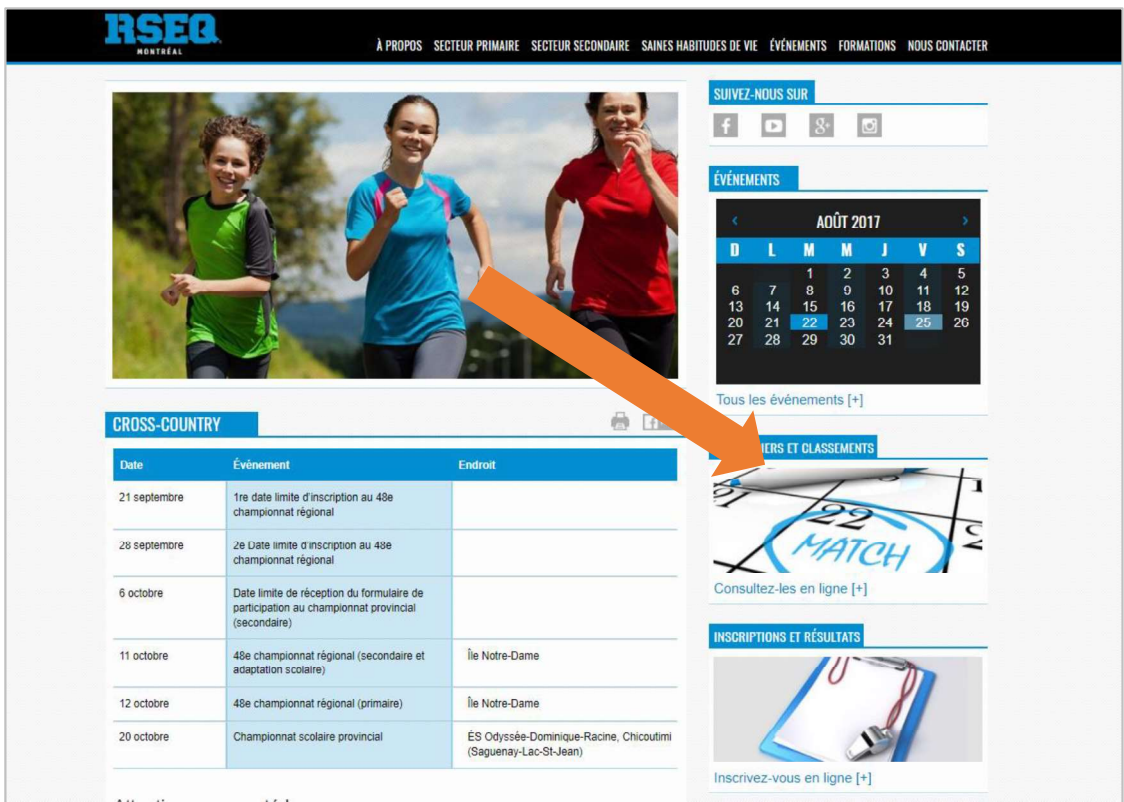 RSEQ
MONTRÉAL
À PROPOS SECTEUR PRIMAIRE SECTEUR SECONDAIRE SAINES HABITUDES DE VIE ÉVÉNEMENTS FORMATIONS NOUS CONTACTER
SUIVEZ-NOUS SUR
f 8+
ÉVÉNEMENTS
‹ AOÛT 2017 ›
D L M M J V S
1 2 3 4 5
6 7 8 9 10 11 12
13 14 15 16 17 18 19
20 21 22 23 24 25 26
27 28 29 30 31
Tous les événements [+]
CROSS-COUNTRY
Date Événement Endroit
21 septembre 1re date limite d'inscription au 48e
championnat régional
28 septembre 2e Date limite d'inscription au 48e
championnat régional
6 octobre Date limite de réception du formulaire de
participation au championnat provincial
(secondaire)
11 octobre 48e championnat régional (secondaire et Île Notre-Dame
adaptation scolaire)
12 octobre 48e championnat régional (primaire) Île Notre-Dame
20 octobre Championnat scolaire provincial ÉS Odyssée-Dominique-Racine, Chicoutimi
(Saguenay-Lac-St-Jean)
ET CLASSEMENTS
21 22
MATCH
Consultez-les en ligne [+]
INSCRIPTIONS ET RÉSULTATS
Inscrivez-vous en ligne [+]